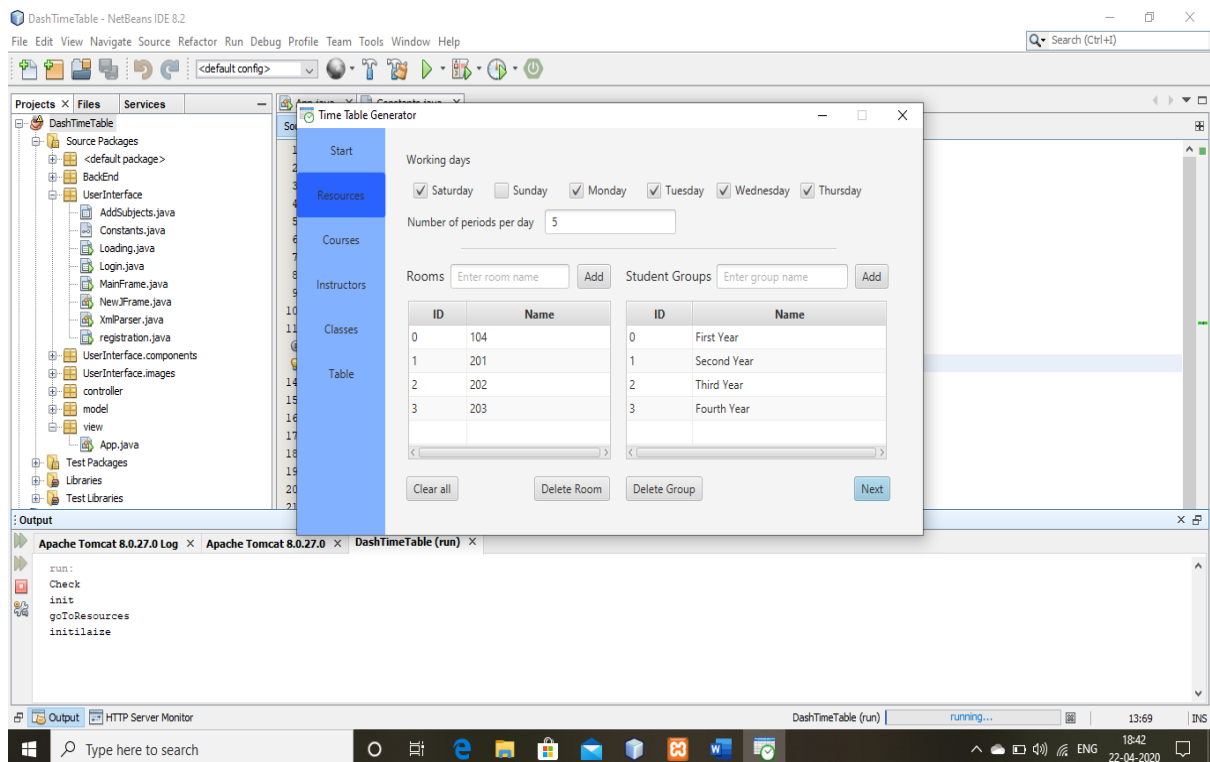 DashTimeTable - NetBeans IDE 8.2
File Edit View Navigate Source Refactor Run Debug Profile Team Tools Window Help
Search (Ctrl+I)
<default config>
Projects Files Services
App.java Constants.java
DashTimeTable
Source Packages
<default package>
BackEnd
UserInterface
AddSubjects.java
Constants.java
Loading.java
Login.java
MainFrame.java
NewJFrame.java
XmlParser.java
registration.java
UserInterface.components
UserInterface.images
controller
model
view
App.java
Test Packages
Libraries
Test Libraries
Time Table Generator
Start
Resources
Courses
Instructors
Classes
Table
Working days
Saturday Sunday Monday Tuesday Wednesday Thursday
Number of periods per day 5
Rooms Enter room name Add Student Groups Enter group name Add
ID Name ID Name
0 104 0 First Year
1 201 1 Second Year
2 202 2 Third Year
3 203 3 Fourth Year
Clear all Delete Room Delete Group Next
Output
Apache Tomcat 8.0.27.0 Log Apache Tomcat 8.0.27.0 DashTimeTable (run)
run:
Check
init
goToResources
initilaize
Output HTTP Server Monitor
DashTimeTable (run) running... 13:69 INS
Type here to search
ENG 18:42
22-04-2020